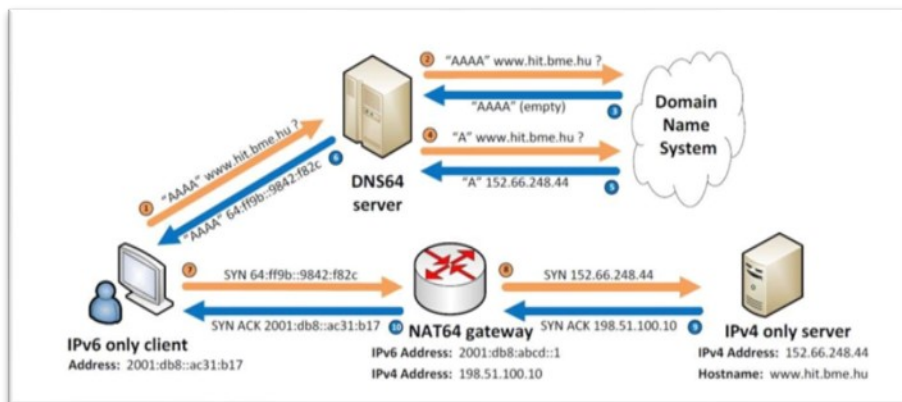 2 "AAAA" www.hit.bme.hu ?
"AAAA" (empty) 3
4 "A" www.hit.bme.hu ?
"A" 152.66.248.44 5
Domain
Name
System
DNS64
server
1 "AAAA" www.hit.bme.hu ?
6 "AAAA" 64:ff9b::9842:f82c
7 SYN 64:ff9b::9842:f82c
SYN ACK 2001:db8::ac31:b17 10
8 SYN 152.66.248.44
SYN ACK 198.51.100.10 9
IPv6 only client
Address: 2001:db8::ac31:b17
NAT64 gateway
IPv6 Address: 2001:db8:abcd::1
IPv4 Address: 198.51.100.10
IPv4 only server
IPv4 Address: 152.66.248.44
Hostname: www.hit.bme.hu